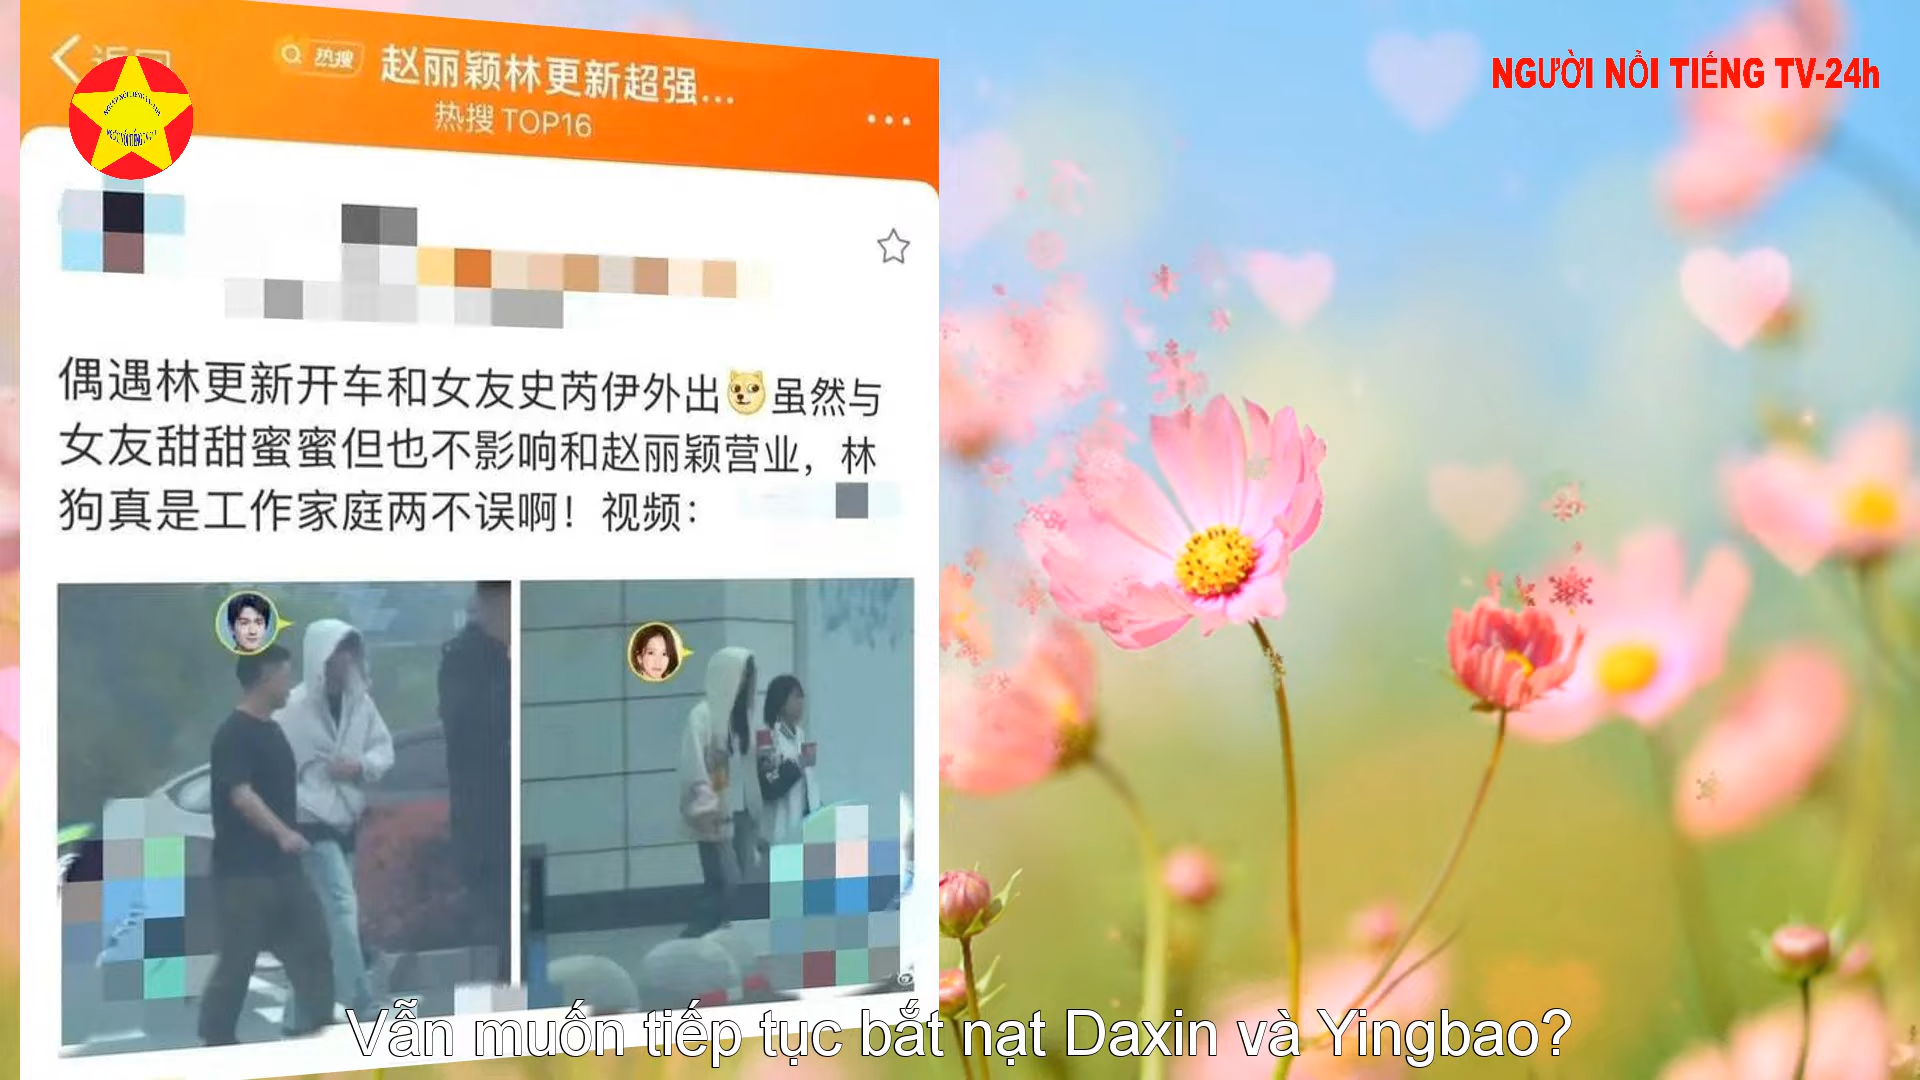 返回
热搜
赵丽颖林更新超强...
热搜 TOP16
NGƯỜI NỔI TIẾNG TV-24h
偶遇林更新开车和女友史芮伊外出虽然与
女友甜甜蜜蜜但也不影响和赵丽颖营业，林
狗真是工作家庭两不误啊！视频：
Vẫn muốn tiếp tục bắt nạt Daxin và Yingbao?